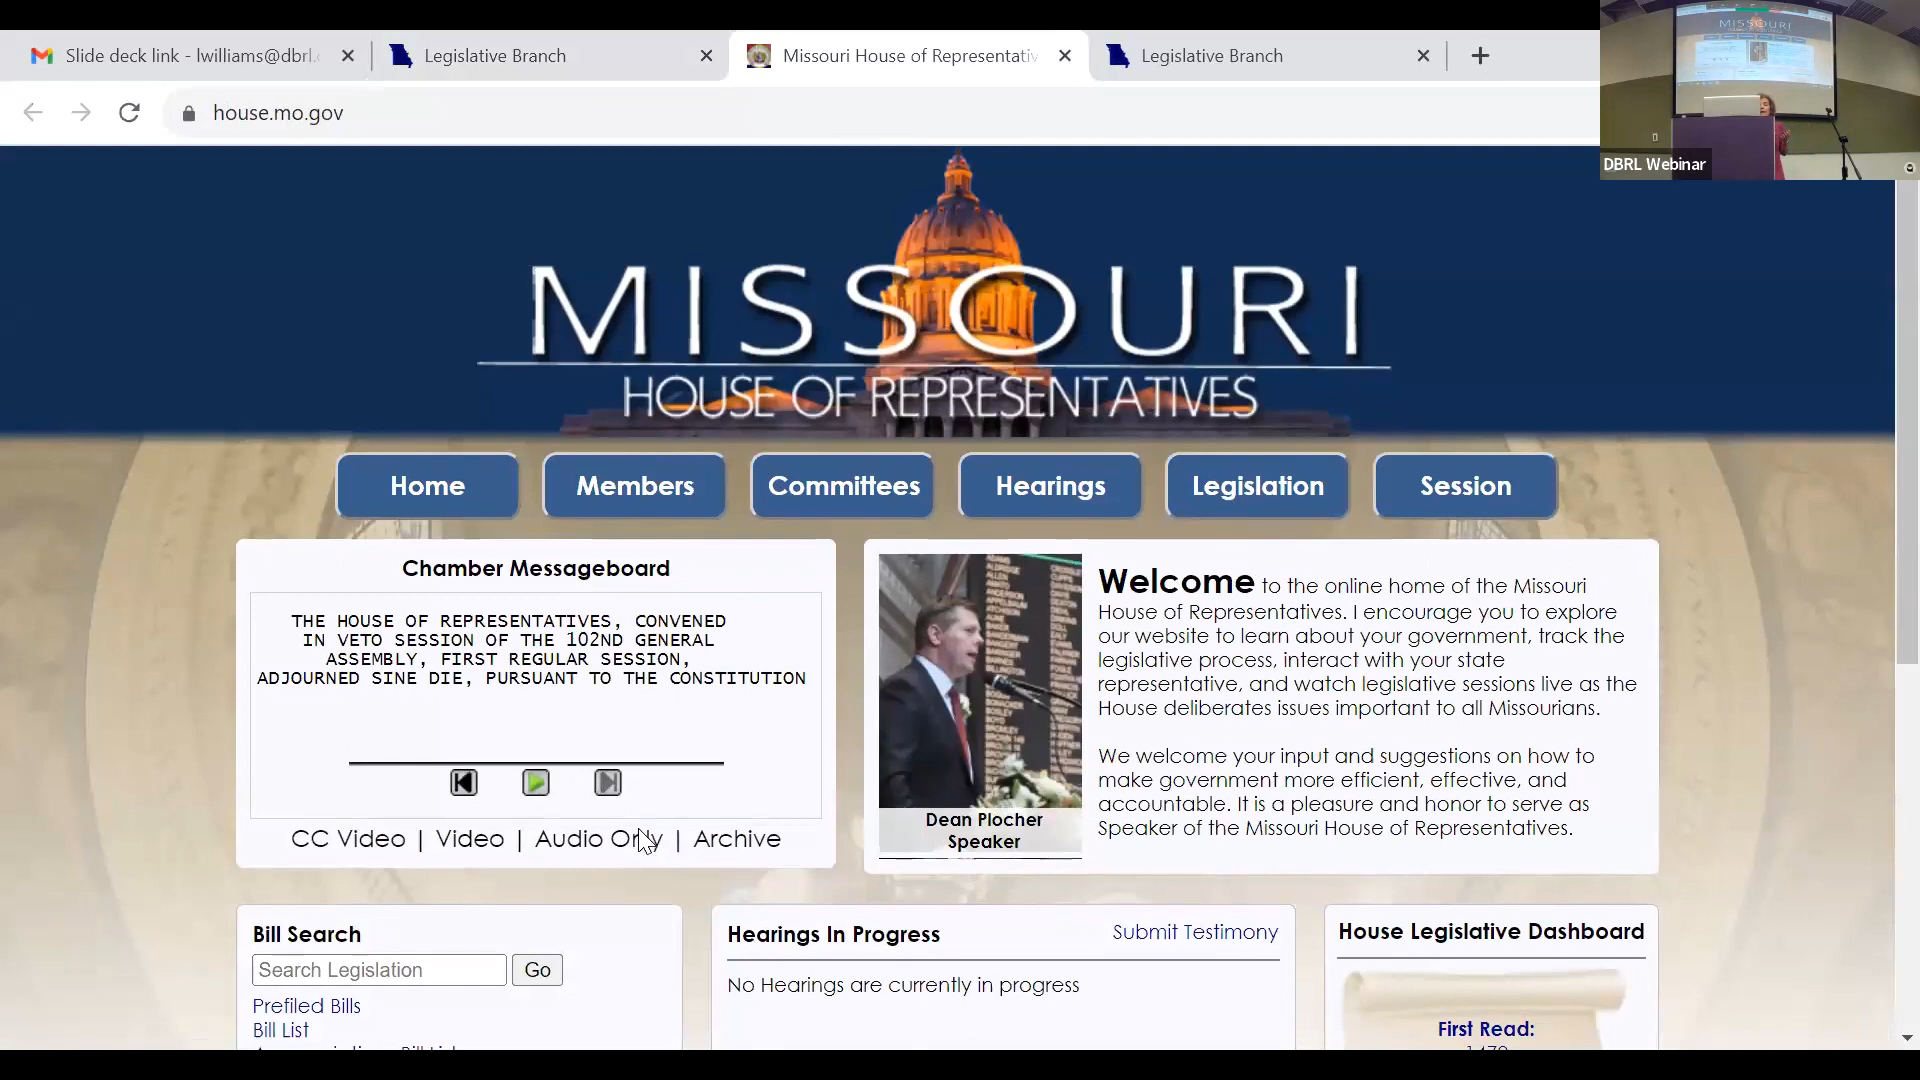 Slide deck link - lwilliams@dbrl.
Legislative Branch
Missouri House of Representativ
Legislative Branch
house.mo.gov
DBRL Webinar
MISSOURI
HOUSE OF REPRESENTATIVES
Home
Members
Committees
Hearings
Legislation
Session
Chamber Messageboard
THE HOUSE OF REPRESENTATIVES, CONVENED
IN VETO SESSION OF THE 102ND GENERAL
ASSEMBLY, FIRST REGULAR SESSION,
ADJOURNED SINE DIE, PURSUANT TO THE CONSTITUTION
CC Video | Video | Audio Only | Archive
Dean Plocher
Speaker
Welcome to the online home of the Missouri
House of Representatives. I encourage you to explore
our website to learn about your government, track the
legislative process, interact with your state
representative, and watch legislative sessions live as the
House deliberates issues important to all Missourians.
We welcome your input and suggestions on how to
make government more efficient, effective, and
accountable. It is a pleasure and honor to serve as
Speaker of the Missouri House of Representatives.
Bill Search
Search Legislation
Go
Prefiled Bills
Bill List
Hearings In Progress
Submit Testimony
No Hearings are currently in progress
House Legislative Dashboard
First Read: